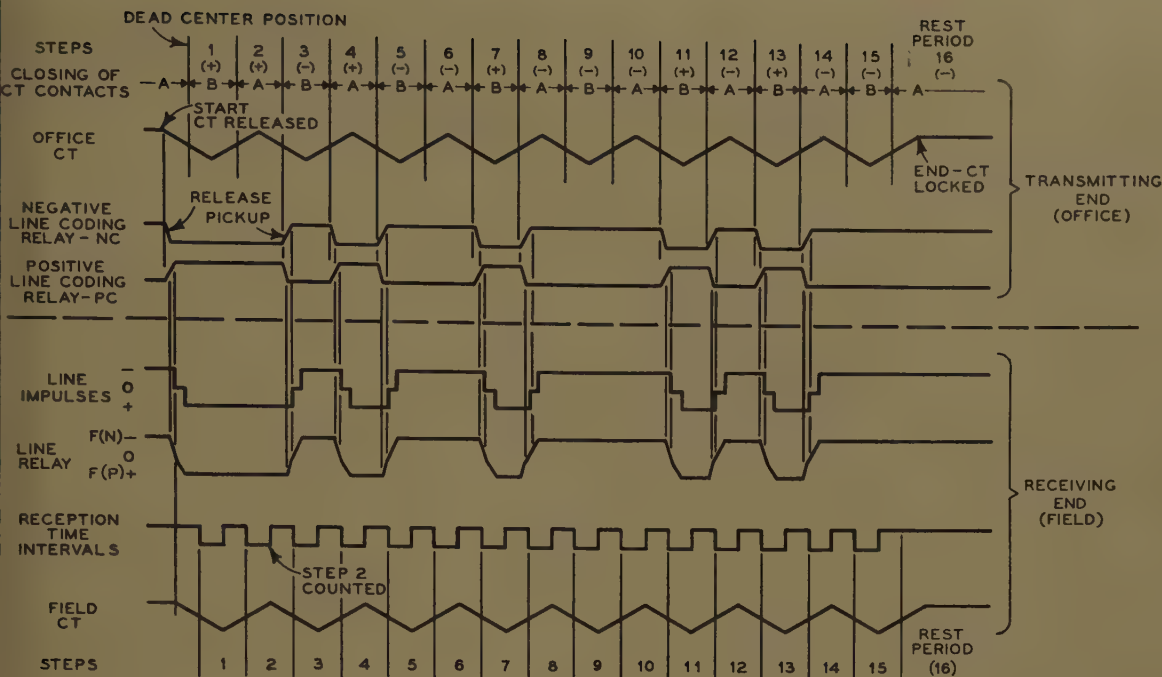 DEAD CENTER POSITION
STEPS 1 2 3 4 5 6 7 8 9 10 11 12 13 14 15 REST PERIOD 16
(+) (+) (-) (+) (-) (-) (+) (-) (-) (-) (+) (-) (+) (-) (-) (-)
CLOSING OF CT CONTACTS A B A B A B A B A B A B A B A B A
START CT RELEASED
OFFICE CT
END-CT LOCKED
NEGATIVE LINE CODING RELAY-NC
RELEASE
PICKUP
POSITIVE LINE CODING RELAY-PC
TRANSMITTING END (OFFICE)
LINE IMPULSES - O +
LINE RELAY F(N)- O F(P)+
RECEPTION TIME INTERVALS
STEP 2 COUNTED
RECEIVING END (FIELD)
FIELD CT
STEPS 1 2 3 4 5 6 7 8 9 10 11 12 13 14 15 REST PERIOD (16)